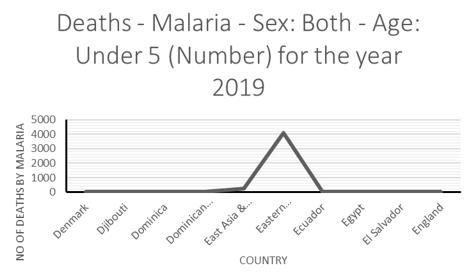 Deaths - Malaria - Sex: Both - Age:
Under 5 (Number) for the year
2019
NO OF DEATHS BY MALARIA
5000
4000
3000
2000
1000
0
Denmark
Djibouti
Dominica
Dominican…
East Asia &…
Eastern…
Ecuador
Egypt
El Salvador
England
COUNTRY